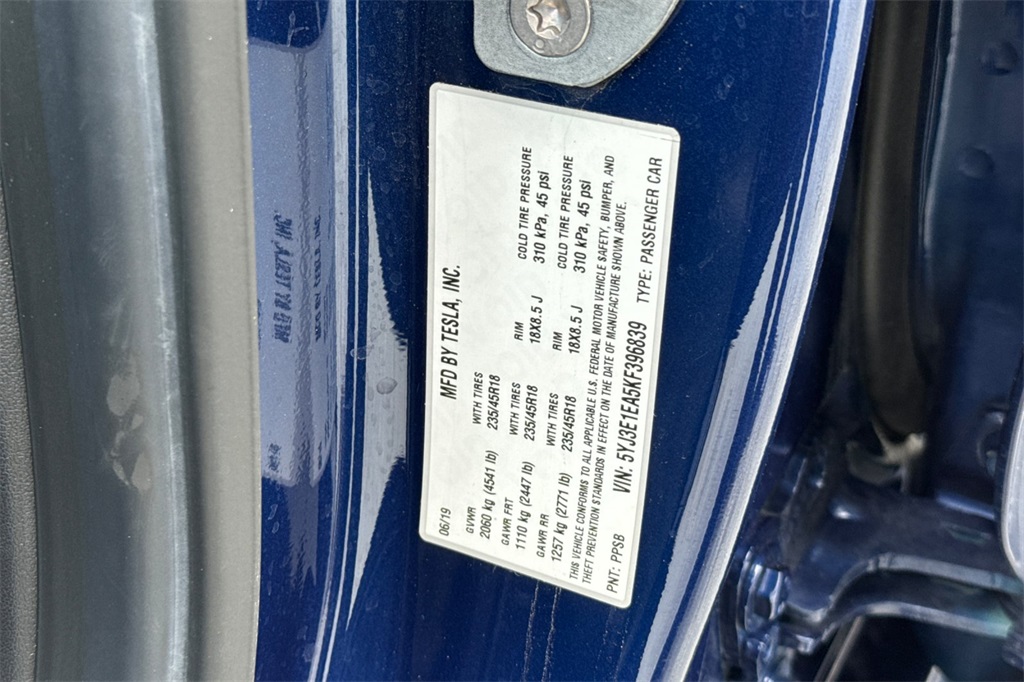 06/19 MFD BY TESLA, INC.
GVWR WITH TIRES RIM COLD TIRE PRESSURE
2060 kg (4541 lb) 235/45R18 18X8.5 J 310 kPa, 45 psi
GAWR FRT WITH TIRES RIM COLD TIRE PRESSURE
1110 kg (2447 lb) 235/45R18 18X8.5 J 310 kPa, 45 psi
GAWR RR WITH TIRES
1257 kg (2771 lb) 235/45R18
THIS VEHICLE CONFORMS TO ALL APPLICABLE U.S. FEDERAL MOTOR VEHICLE SAFETY, BUMPER, AND
THEFT PREVENTION STANDARDS IN EFFECT ON THE DATE OF MANUFACTURE SHOWN ABOVE.
PNT: PPSB VIN: 5YJ3E1EA5KF396839 TYPE: PASSENGER CAR